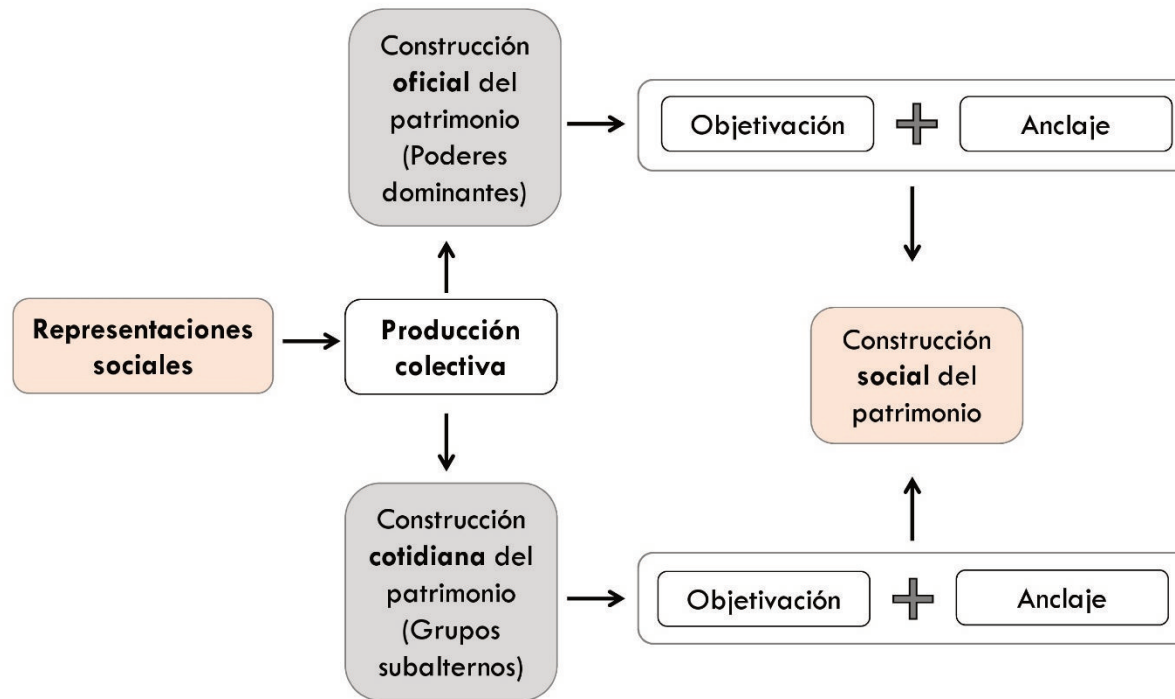 Construcción
oficial del
patrimonio
(Poderes
dominantes)
Objetivación
Anclaje
Representaciones
sociales
Producción
colectiva
Construcción
social del
patrimonio
Construcción
cotidiana del
patrimonio
(Grupos
subalternos)
Objetivación
Anclaje